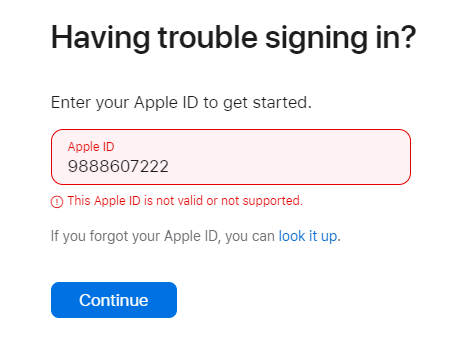 Having trouble signing in?
Enter your Apple ID to get started.
Apple ID
9888607222
This Apple ID is not valid or not supported.
If you forgot your Apple ID, you can look it up.
Continue